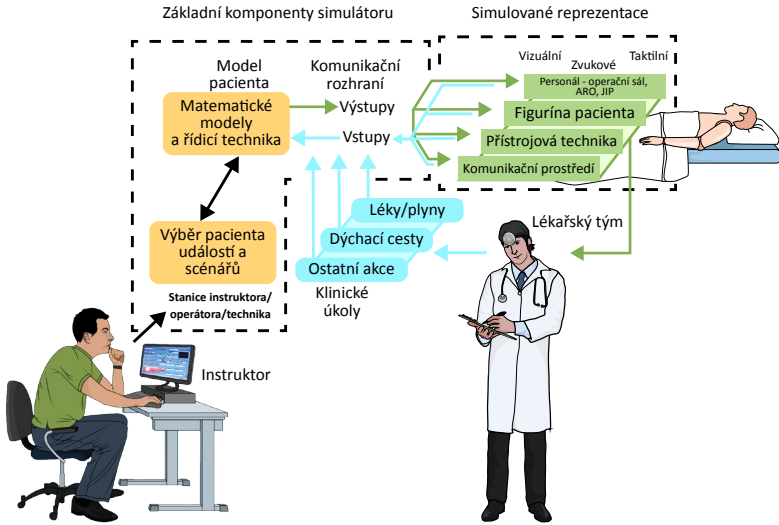 Základní komponenty simulátoru
Simulované reprezentace
Model
pacienta
Komunikační
rozhraní
Vizuální
Zvukové
Taktilní
Matematické
modely
a řídicí technika
Výstupy
Vstupy
Personál - operační sál,
ARO, JIP
Figurína pacienta
Přístrojová technika
Komunikační prostředí
Léky/plyny
Dýchací cesty
Ostatní akce
Klinické
úkoly
Lékařský tým
Výběr pacienta
událostí a
scénářů
Stanice instruktora/
operátora/technika
Instruktor